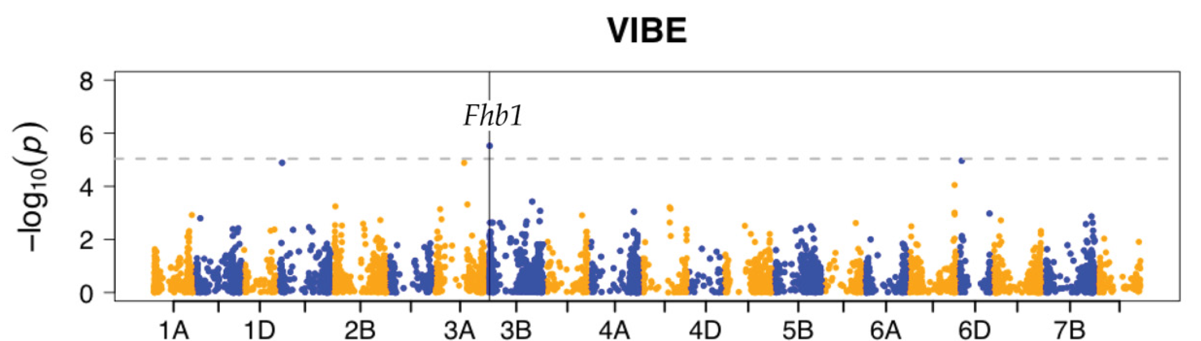 VIBE
8
Fhb1
6
4
2
0
−log₁₀(p)
1A 1D 2B 3A 3B 4A 4D 5B 6A 6D 7B